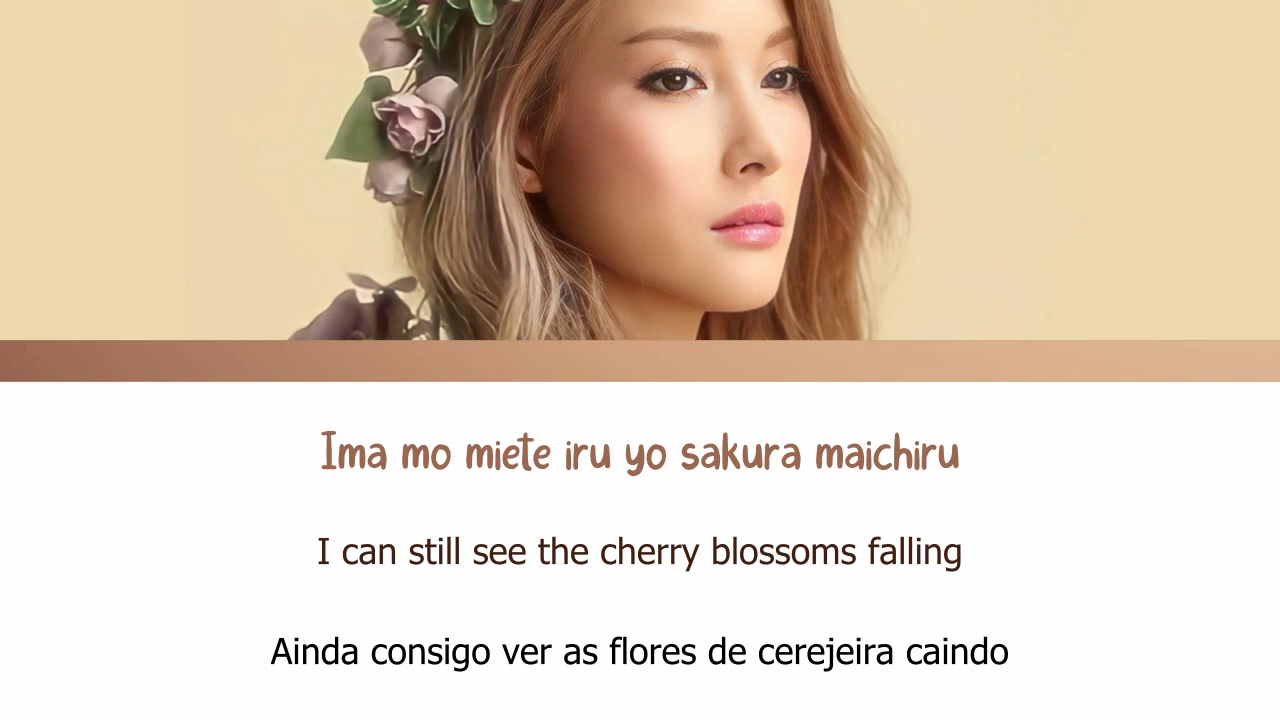 Ima mo miete iru yo sakura maichiru
I can still see the cherry blossoms falling
Ainda consigo ver as flores de cerejeira caindo